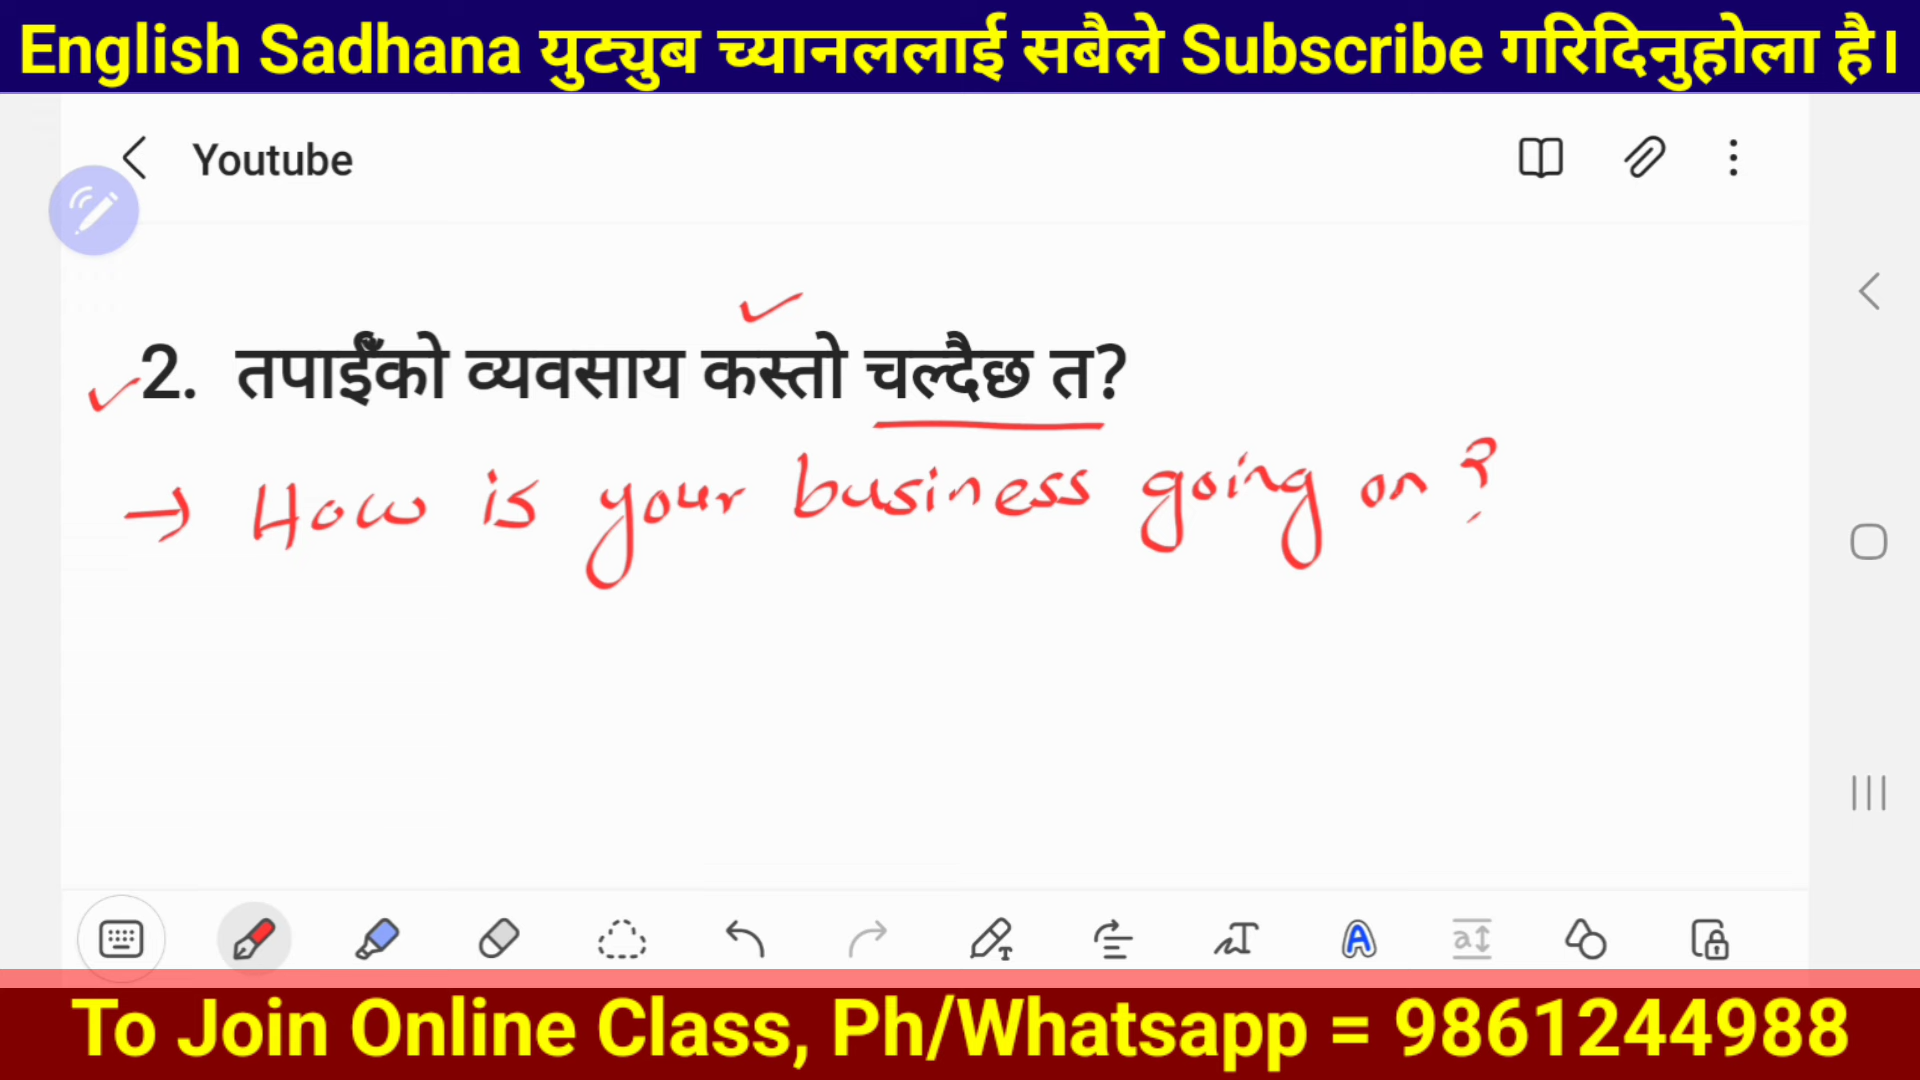 English Sadhana युट्युब च्यानललाई सबैले Subscribe गरिदिनुहोला है।
Youtube
2. तपाईँको व्यवसाय कस्तो चल्दैछ त?
→ How is your business going on?
To Join Online Class, Ph/Whatsapp = 9861244988